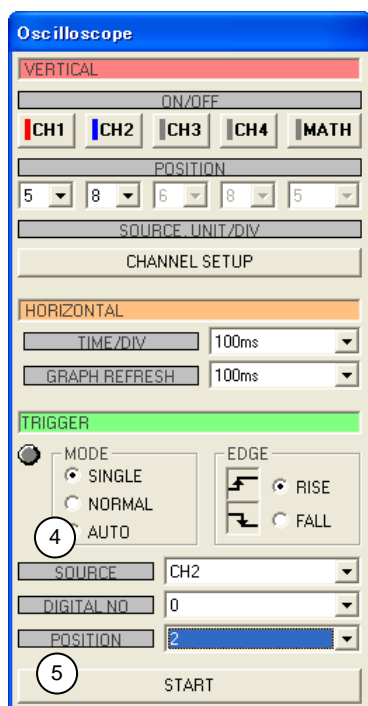 Oscilloscope
VERTICAL
ON/OFF
CH1 CH2 CH3 CH4 MATH
POSITION
5 8 6 8 5
SOURCE, UNIT/DIV
CHANNEL SETUP
HORIZONTAL
TIME/DIV 100ms
GRAPH REFRESH 100ms
TRIGGER
MODE EDGE
SINGLE
RISE
NORMAL
FALL
4 AUTO
SOURCE CH2
DIGITAL NO 0
POSITION 2
5
START